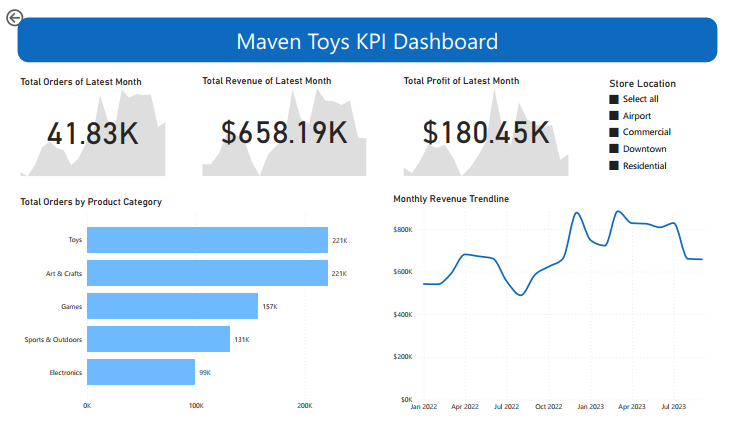 Maven Toys KPI Dashboard
Total Orders of Latest Month
41.83K
Total Revenue of Latest Month
$658.19K
Total Profit of Latest Month
$180.45K
Store Location
Select all
Airport
Commercial
Downtown
Residential
Total Orders by Product Category
Toys 221K
Art & Crafts 221K
Games 157K
Sports & Outdoors 131K
Electronics 99K
0K 100K 200K
Monthly Revenue Trendline
$800K
$600K
$400K
$200K
$0K
Jan 2022 Apr 2022 Jul 2022 Oct 2022 Jan 2023 Apr 2023 Jul 2023